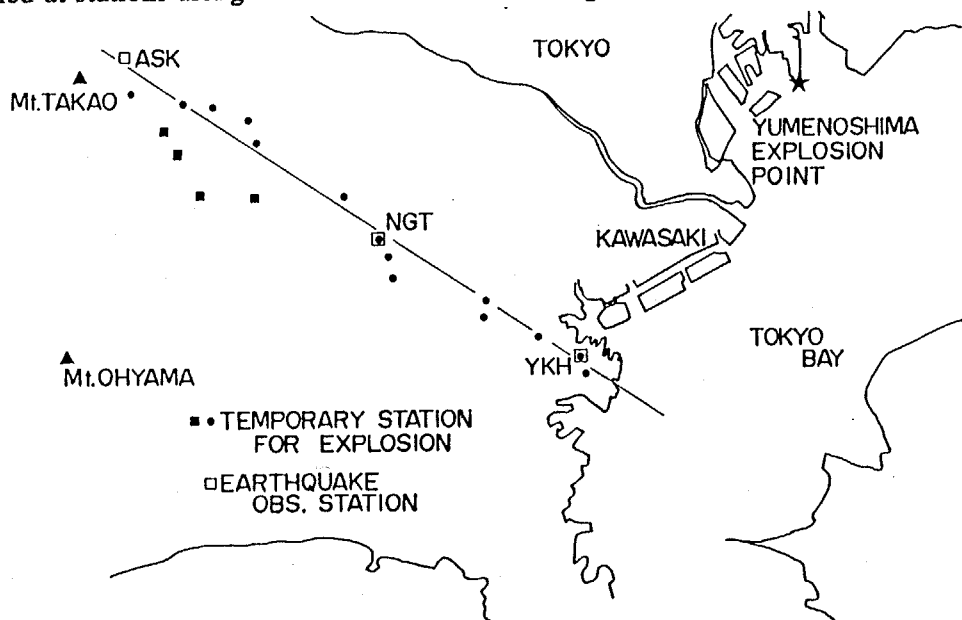 ASK
TOKYO
Mt.TAKAO
YUMENOSHIMA
EXPLOSION
POINT
NGT
KAWASAKI
TOKYO
BAY
YKH
Mt.OHYAMA
TEMPORARY STATION
FOR EXPLOSION
EARTHQUAKE
OBS. STATION